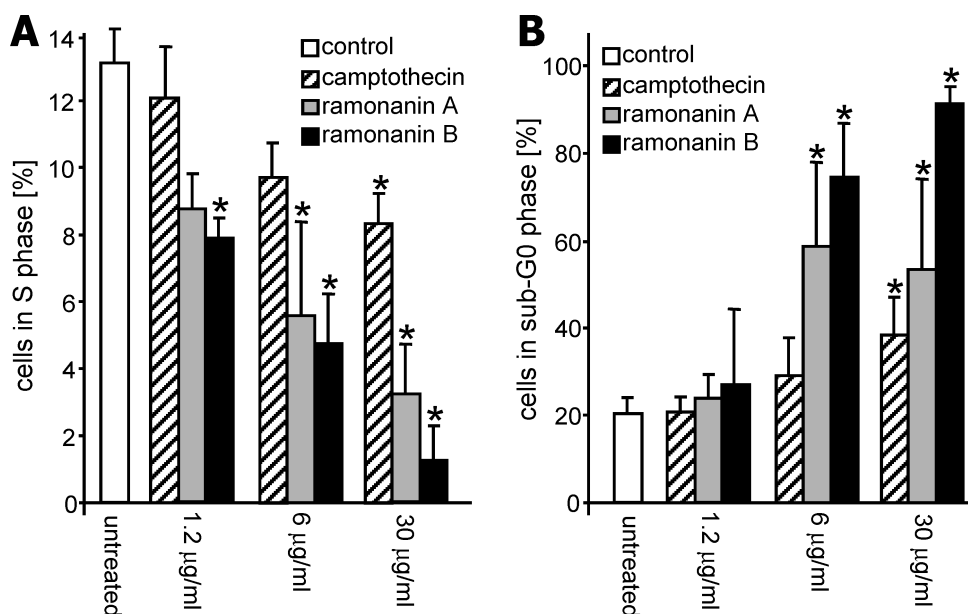 A
cells in S phase [%]
14
12
10
8
6
4
2
0
control
camptothecin
ramonanin A
ramonanin B
*
*
*
*
*
*
untreated
1.2 µg/ml
6 µg/ml
30 µg/ml
B
cells in sub-G0 phase [%]
100
80
60
40
20
0
control
camptothecin
ramonanin A
ramonanin B
*
*
*
*
*
untreated
1.2 µg/ml
6 µg/ml
30 µg/ml